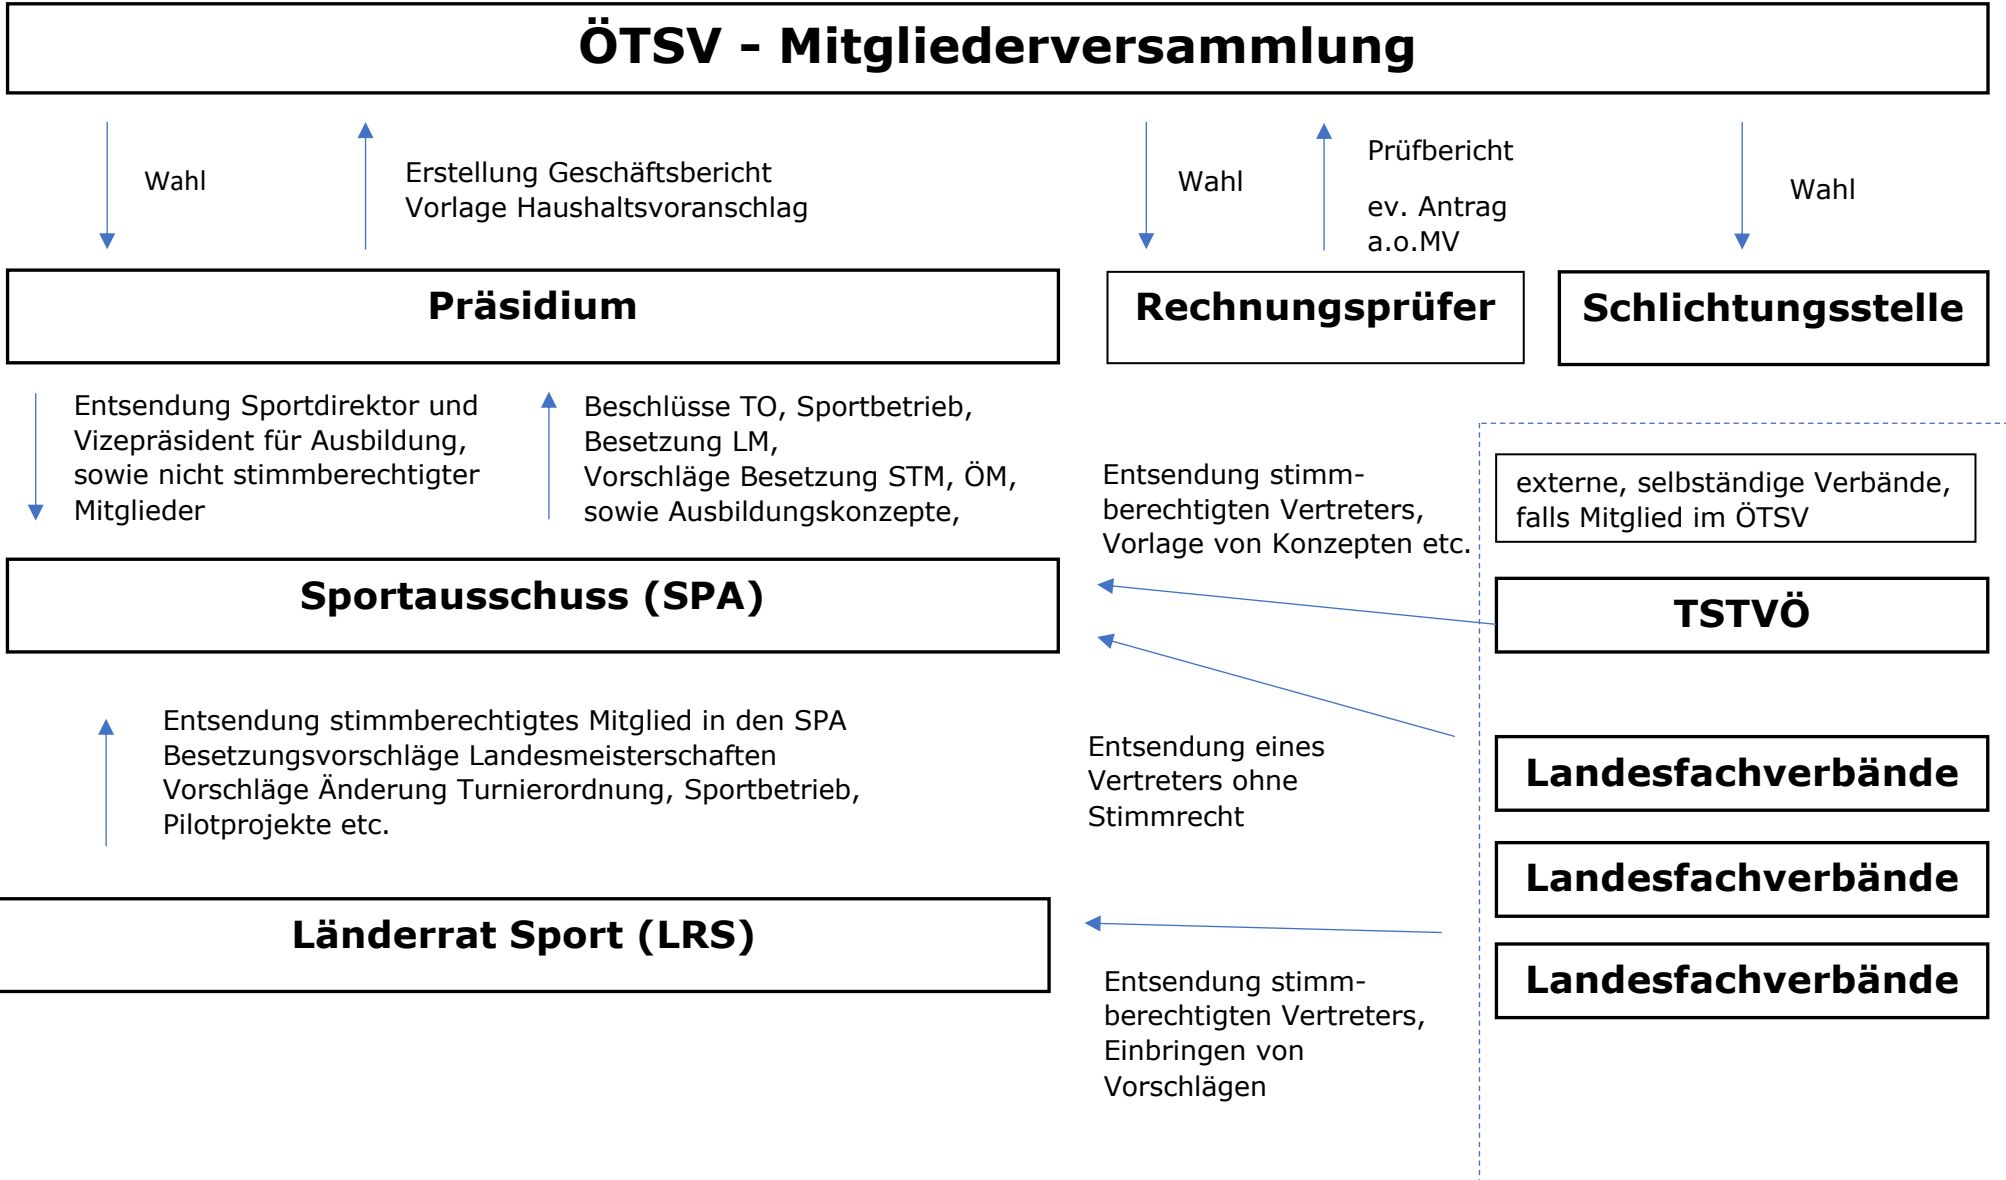 ÖTSV – Mitgliederversammlung
Wahl
Erstellung Geschäftsbericht
Vorlage Haushaltsvoranschlag
Wahl
Prüfbericht
ev. Antrag
a.o.MV
Wahl
Präsidium
Rechnungsprüfer
Schlichtungsstelle
Entsendung Sportdirektor und
Vizepräsident für Ausbildung,
sowie nicht stimmberechtigter
Mitglieder
Beschlüsse TO, Sportbetrieb,
Besetzung LM,
Vorschläge Besetzung STM, ÖM,
sowie Ausbildungskonzepte,
Entsendung stimm-
berechtigten Vertreters,
Vorlage von Konzepten etc.
externe, selbständige Verbände,
falls Mitglied im ÖTSV
Sportausschuss (SPA)
TSTVÖ
Entsendung stimmberechtigtes Mitglied in den SPA
Besetzungsvorschläge Landesmeisterschaften
Vorschläge Änderung Turnierordnung, Sportbetrieb,
Pilotprojekte etc.
Entsendung eines
Vertreters ohne
Stimmrecht
Landesfachverbände
Landesfachverbände
Länderrat Sport (LRS)
Landesfachverbände
Entsendung stimm-
berechtigten Vertreters,
Einbringen von
Vorschlägen